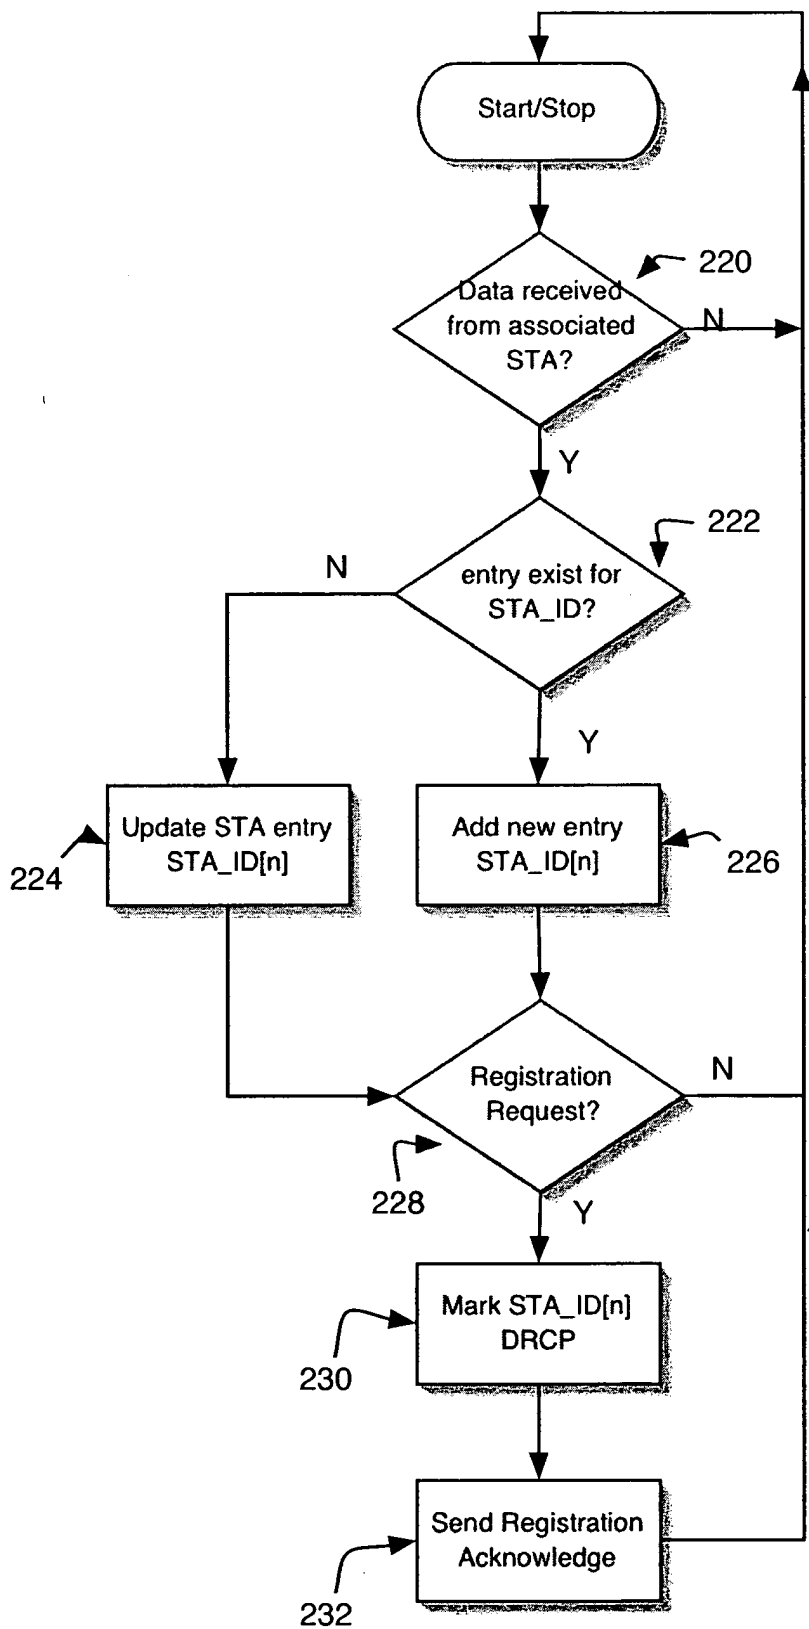 Start/Stop
220
Data received
from associated
STA?
N
Y
222
entry exist for
STA_ID?
N
Y
Update STA entry
STA_ID[n]
224
Add new entry
STA_ID[n]
226
Registration
Request?
N
228
Y
Mark STA_ID[n]
DRCP
230
Send Registration
Acknowledge
232